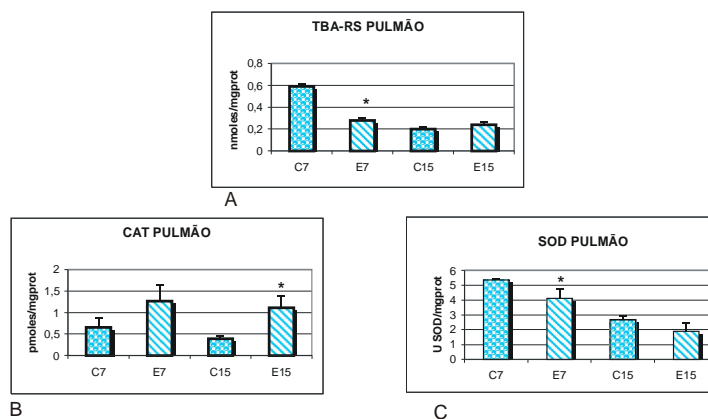 TBA-RS PULMÃO
nmoles/mgprot
0,8
0,6
0,4
0,2
0
*
C7 E7 C15 E15
A
CAT PULMÃO
pmoles/mgprot
2
1,5
1
0,5
0
*
C7 E7 C15 E15
B
SOD PULMÃO
U SOD/mgprot
6
5
4
3
2
1
0
*
C7 E7 C15 E15
C